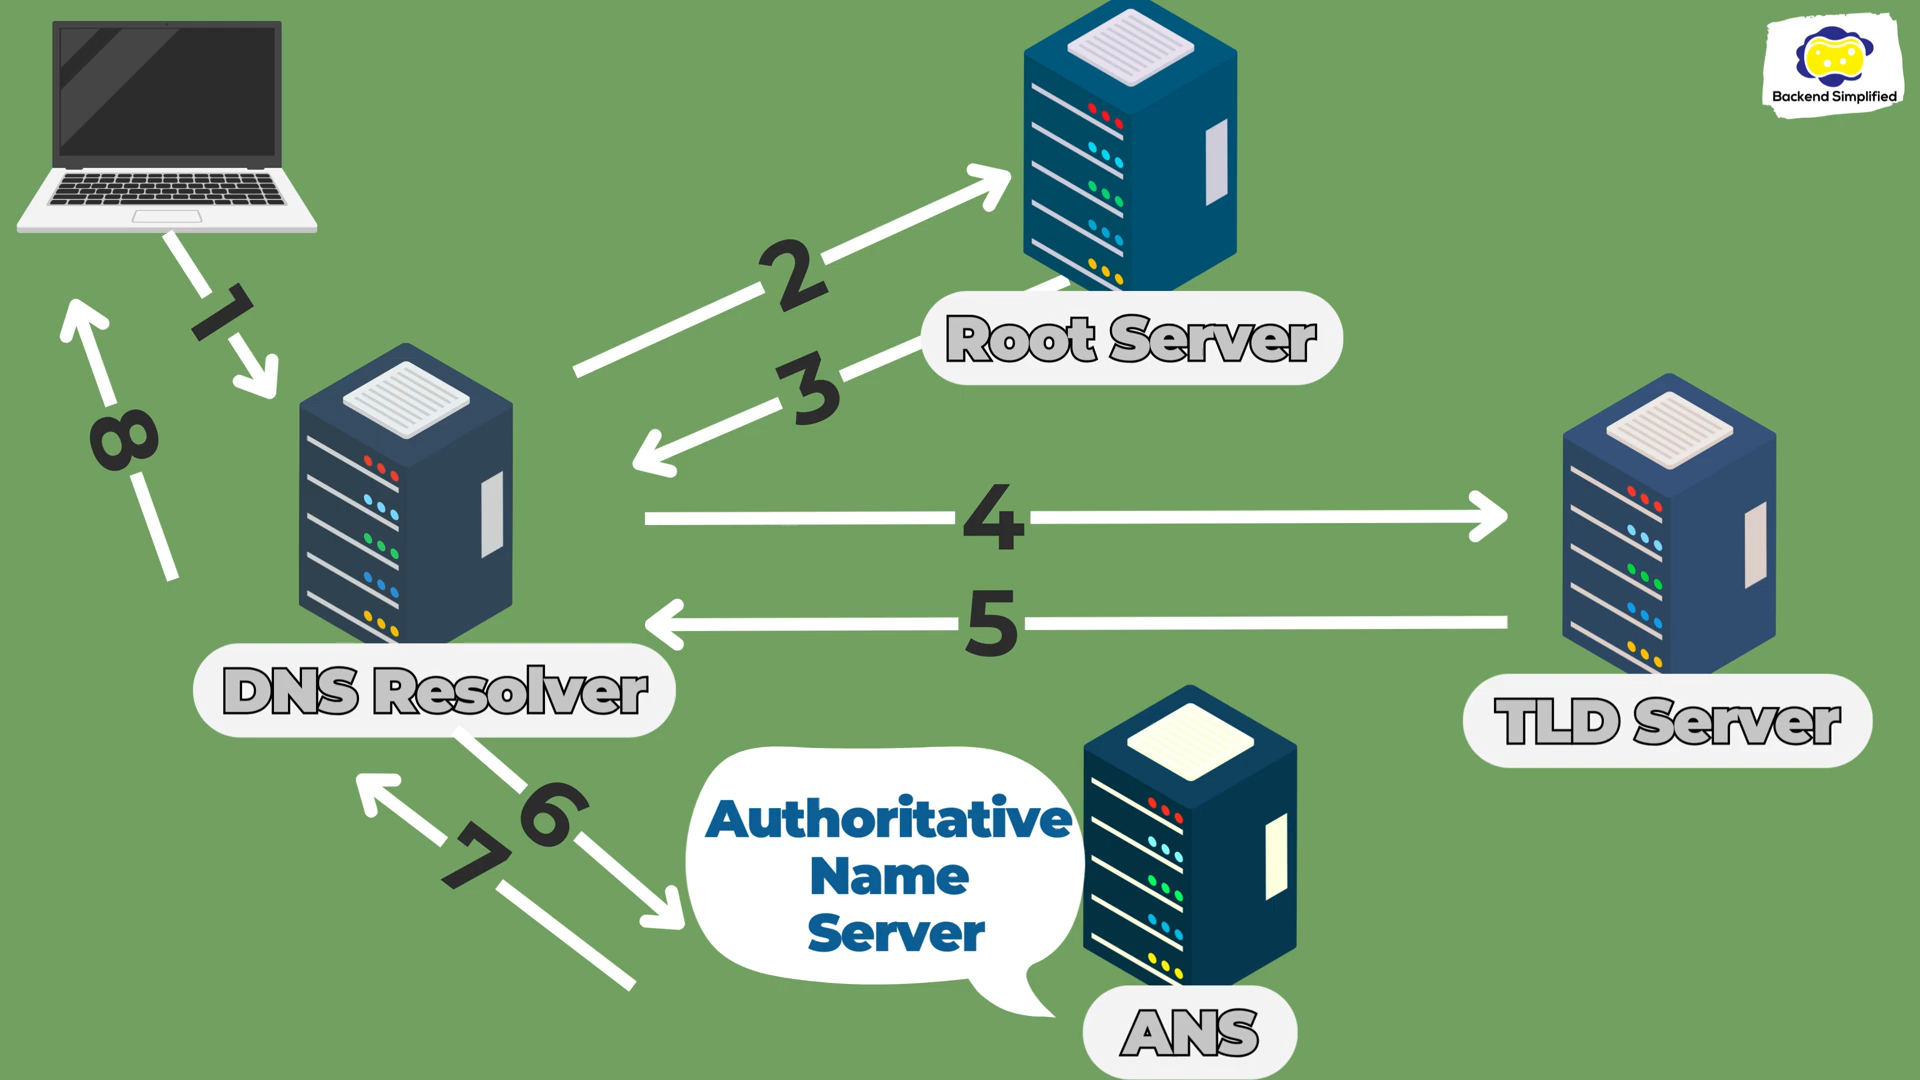 Backend Simplified
1
2
3
Root Server
8
4
5
DNS Resolver
TLD Server
6
7
Authoritative
Name
Server
ANS